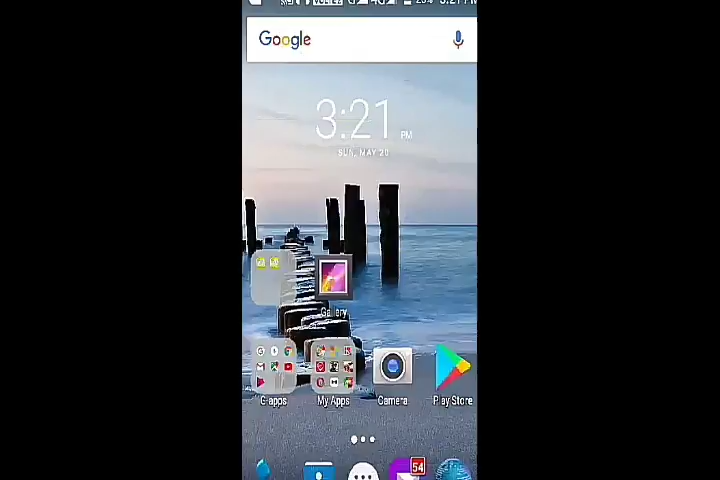 Google
3:21 PM
SUN, MAY 20
Gallery
G-apps
My Apps
Camera
Play Store
54